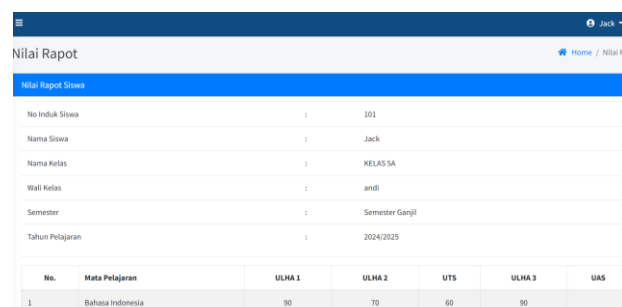 Jack
Nilai Rapot
Home / Nilai
Nilai Rapot Siswa
No Induk Siswa : 101
Nama Siswa : Jack
Nama Kelas : KELAS 5A
Wali Kelas : andi
Semester : Semester Ganjil
Tahun Pelajaran : 2024/2025
No. Mata Pelajaran ULHA 1 ULHA 2 UTS ULHA 3 UAS
1 Bahasa Indonesia 90 70 60 90